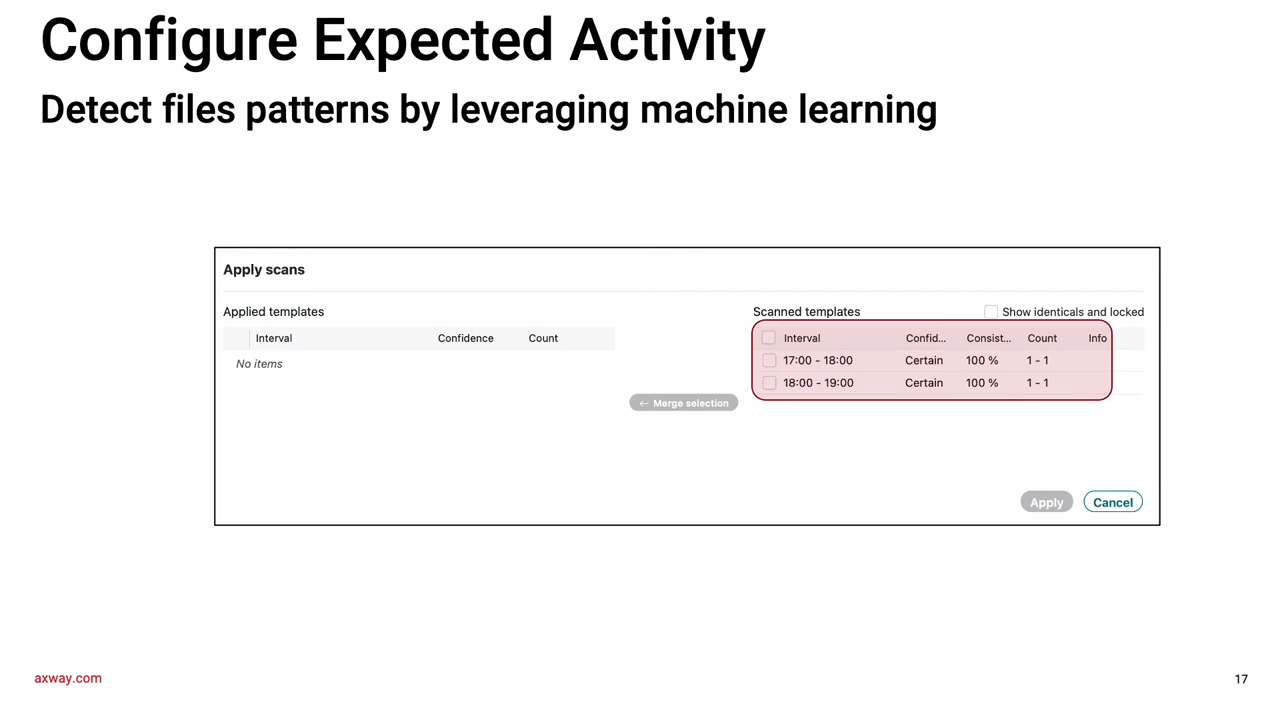 Configure Expected Activity
Detect files patterns by leveraging machine learning
Apply scans
Applied templates
Interval Confidence Count
No items
← Merge selection
Scanned templates
Show identicals and locked
Interval Confid... Consist... Count Info
17:00 - 18:00 Certain 100 % 1 - 1
18:00 - 19:00 Certain 100 % 1 - 1
Apply Cancel
axway.com
17